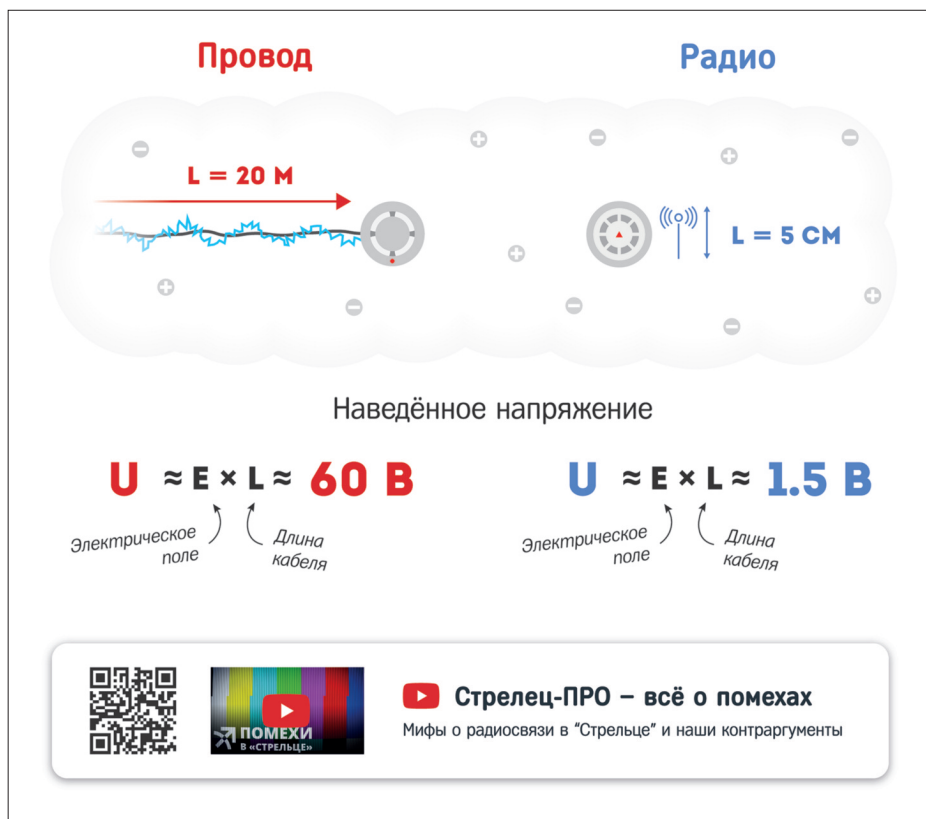 Провод
Радио
L = 20 М
L = 5 СМ
Наведённое напряжение
U ≈ E × L ≈ 60 В
Электрическое поле
Длина кабеля
U ≈ E × L ≈ 1.5 В
Электрическое поле
Длина кабеля
ПОМЕХИ
В «СТРЕЛЬЦЕ»
Стрелец-ПРО – всё о помехах
Мифы о радиосвязи в “Стрельце” и наши контраргументы